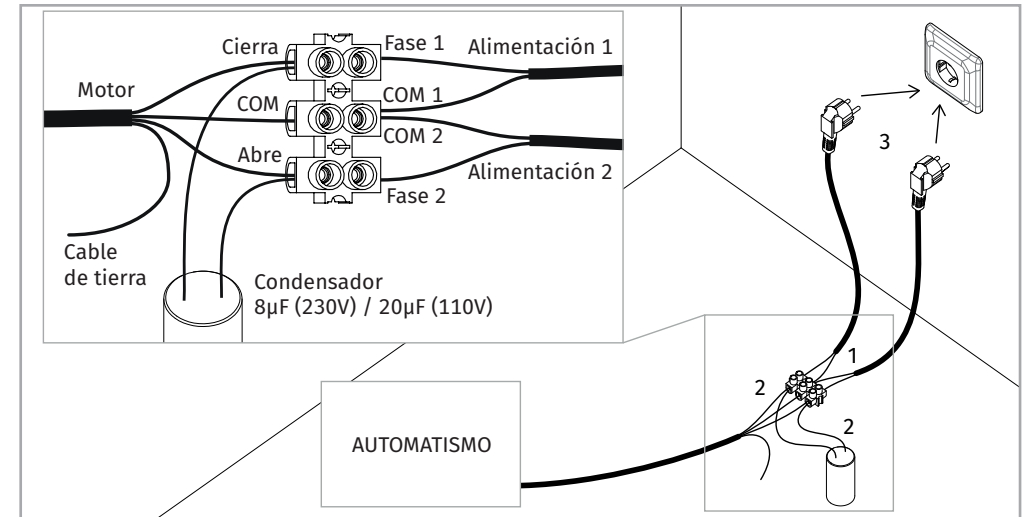 Cierra
Fase 1
Alimentación 1
Motor
COM
COM 1
COM 2
Abre
Alimentación 2
Fase 2
Cable
de tierra
Condensador
8µF (230V) / 20µF (110V)
3
1
2
2
AUTOMATISMO